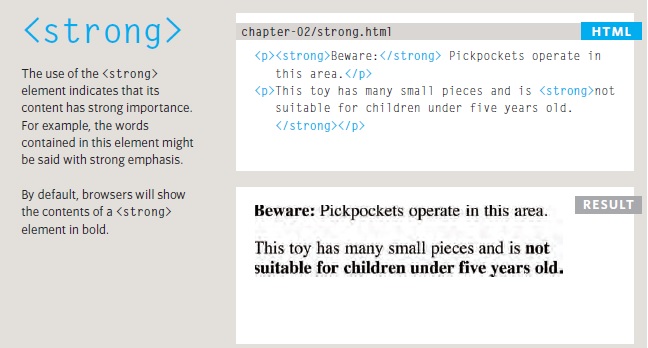 <strong>
The use of the <strong>
element indicates that its
content has strong importance.
For example, the words
contained in this element might
be said with strong emphasis.
By default, browsers will show
the contents of a <strong>
element in bold.
chapter-02/strong.html
HTML
<p><strong>Beware:</strong> Pickpockets operate in
this area.</p>
<p>This toy has many small pieces and is <strong>not
suitable for children under five years old.
</strong></p>
RESULT
Beware: Pickpockets operate in this area.
This toy has many small pieces and is not
suitable for children under five years old.